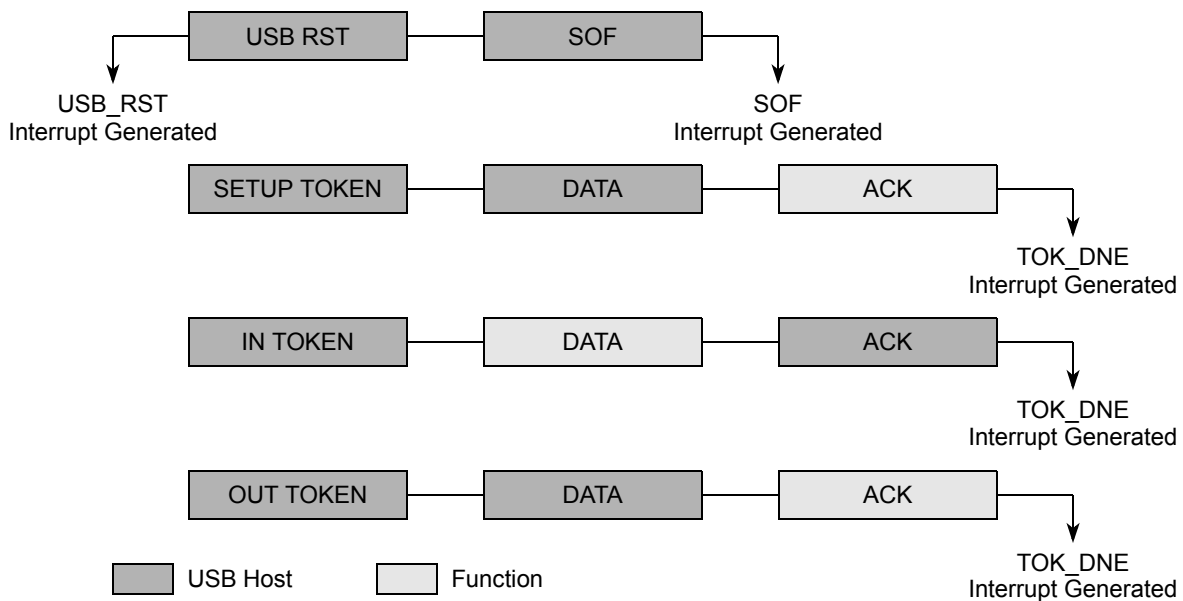 USB RST
SOF
USB_RST
Interrupt Generated
SOF
Interrupt Generated
SETUP TOKEN
DATA
ACK
TOK_DNE
Interrupt Generated
IN TOKEN
DATA
ACK
TOK_DNE
Interrupt Generated
OUT TOKEN
DATA
ACK
TOK_DNE
Interrupt Generated
USB Host
Function